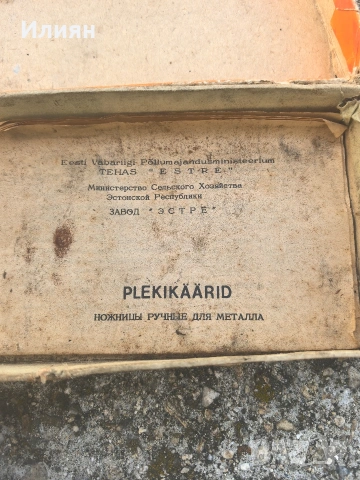 Илиян
Eesti Vabariigi Põllumajandusministeerium
TEHAS "ESTRE"
Министерство Сельского Хозяйства
Эстонской Республики
ЗАВОД "ЭСТРЕ"
PLEKIKÄÄRID
НОЖНИЦЫ РУЧНЫЕ ДЛЯ МЕТАЛЛА